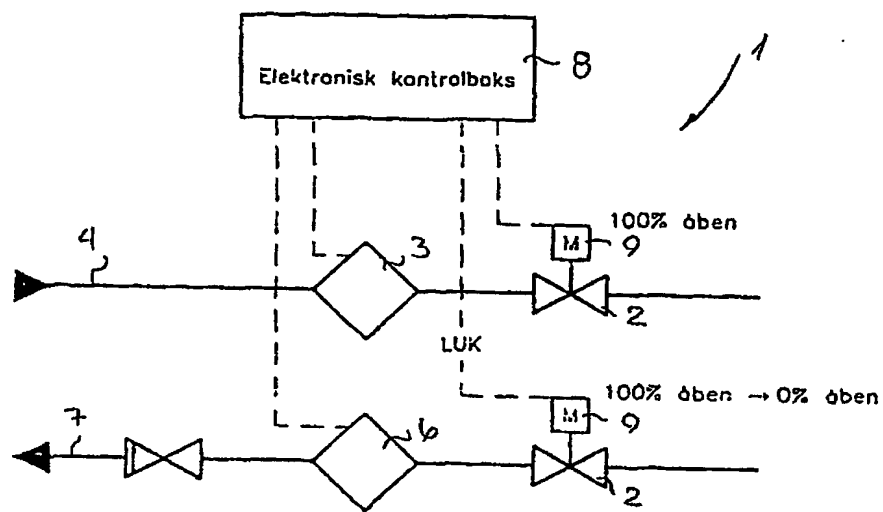 1
Elektronisk kontrolboks
8
100% åben
4
3
M
9
2
LUK
100% åben → 0% åben
7
6
M
9
2